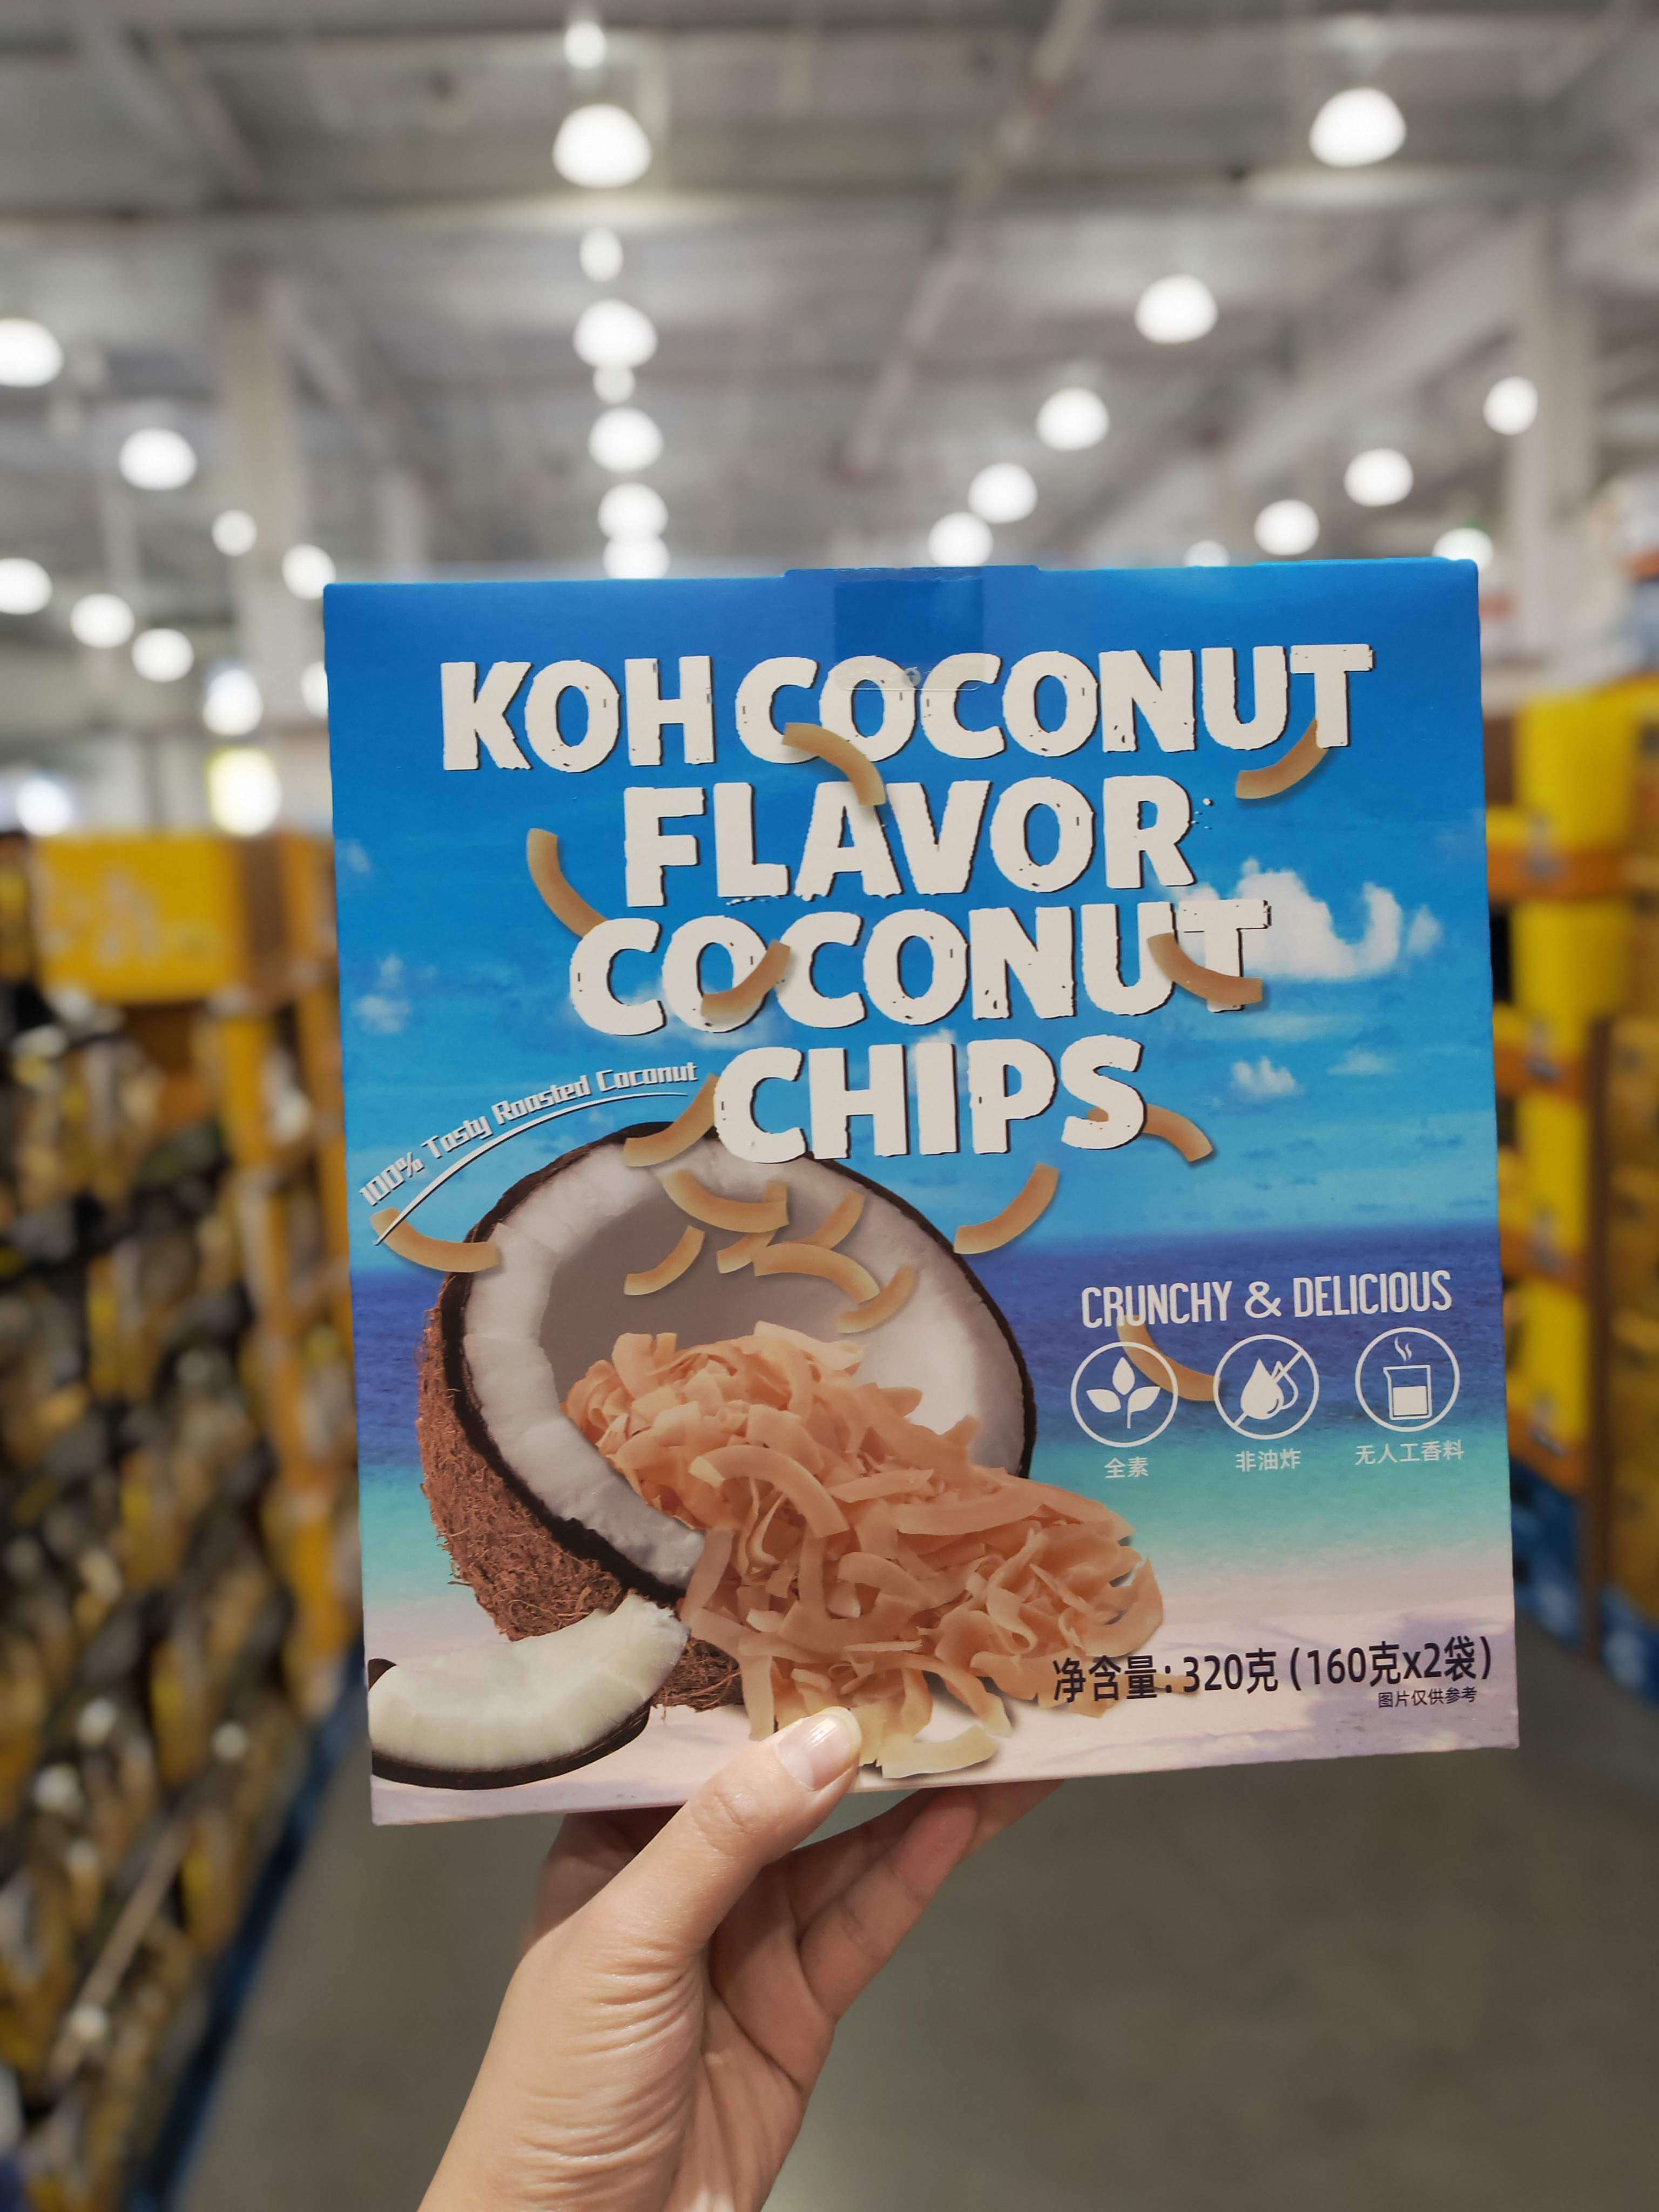 KOH COCONUT
FLAVOR
COCONUT
CHIPS
100% Tasty Roasted Coconut
CRUNCHY & DELICIOUS
全素 非油炸 无人工香料
净含量:320克(160克x2袋)
图片仅供参考